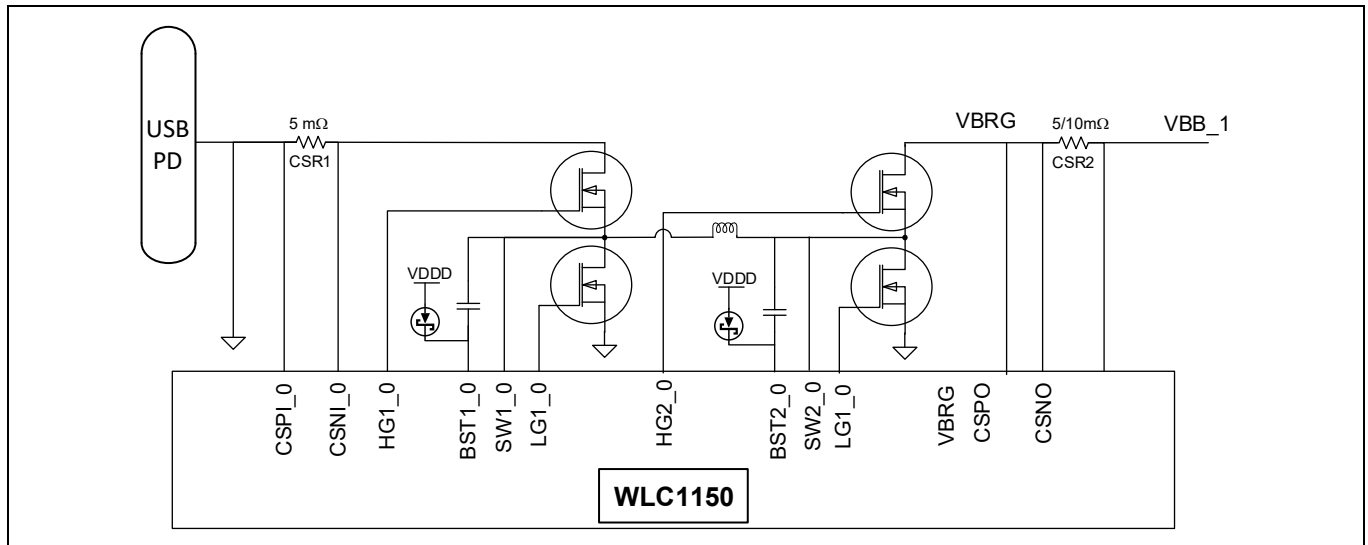 USB
PD
5 mΩ
CSR1
VBRG
5/10mΩ
CSR2
VBB_1
VDDD
VDDD
CSPI_0
CSNI_0
HG1_0
BST1_0
SW1_0
LG1_0
HG2_0
BST2_0
SW2_0
LG1_0
VBRG
CSPO
CSNO
WLC1150